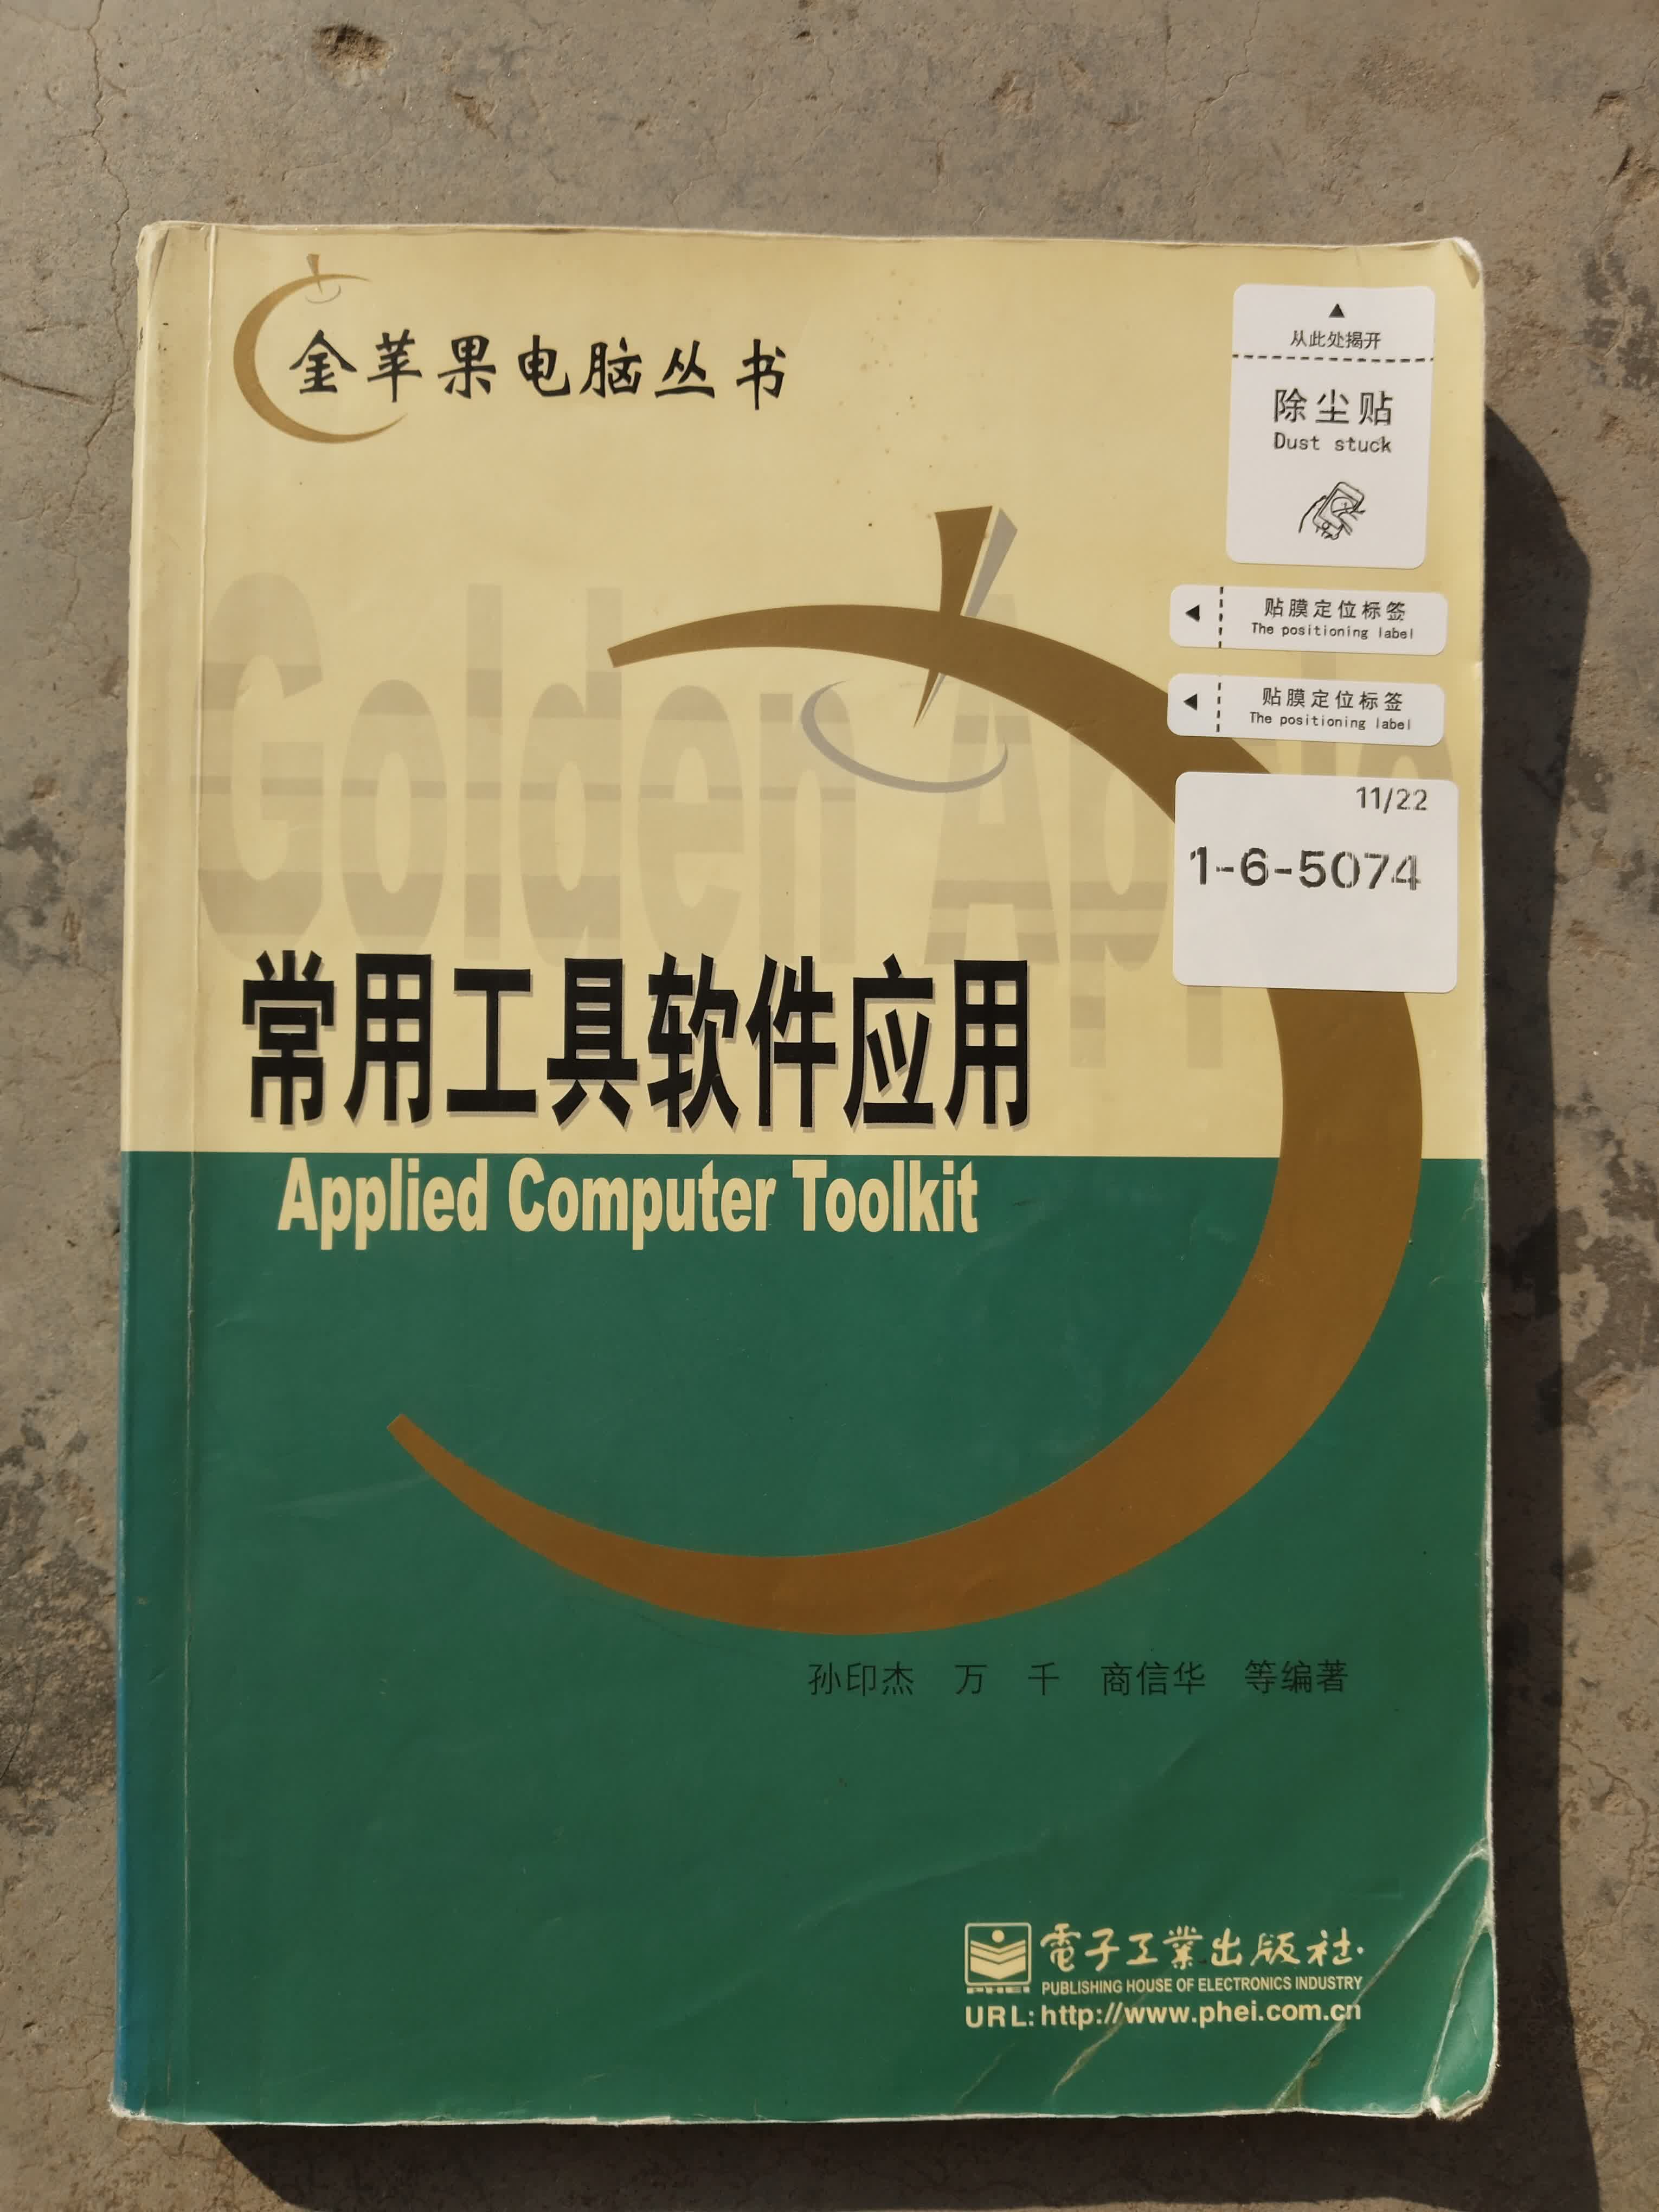 金苹果电脑丛书
从此处揭开
除尘贴
Dust stuck
贴膜定位标签
The positioning label
贴膜定位标签
The positioning label
11/22
1-6-5074
Golden Apple
常用工具软件应用
Applied Computer Toolkit
孙印杰 万 千 商信华 等编著
電子工業出版社
PHEI
PUBLISHING HOUSE OF ELECTRONICS INDUSTRY
URL: http://www.phei.com.cn